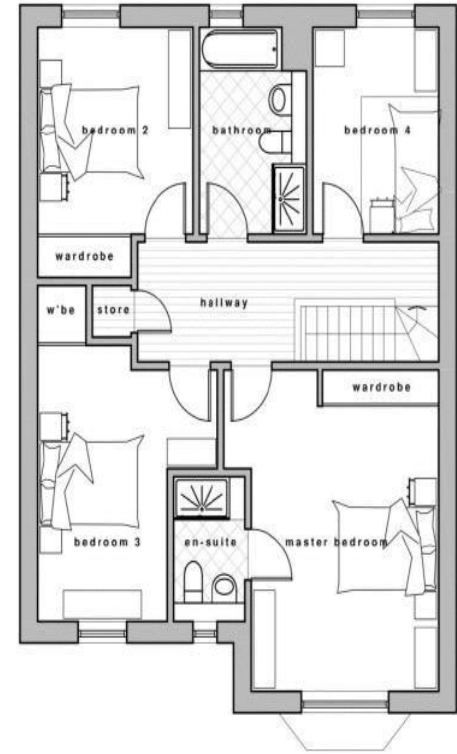 bedroom 2
bathroom
bedroom 4
wardrobe
w'be
store
hallway
wardrobe
bedroom 3
en-suite
master bedroom